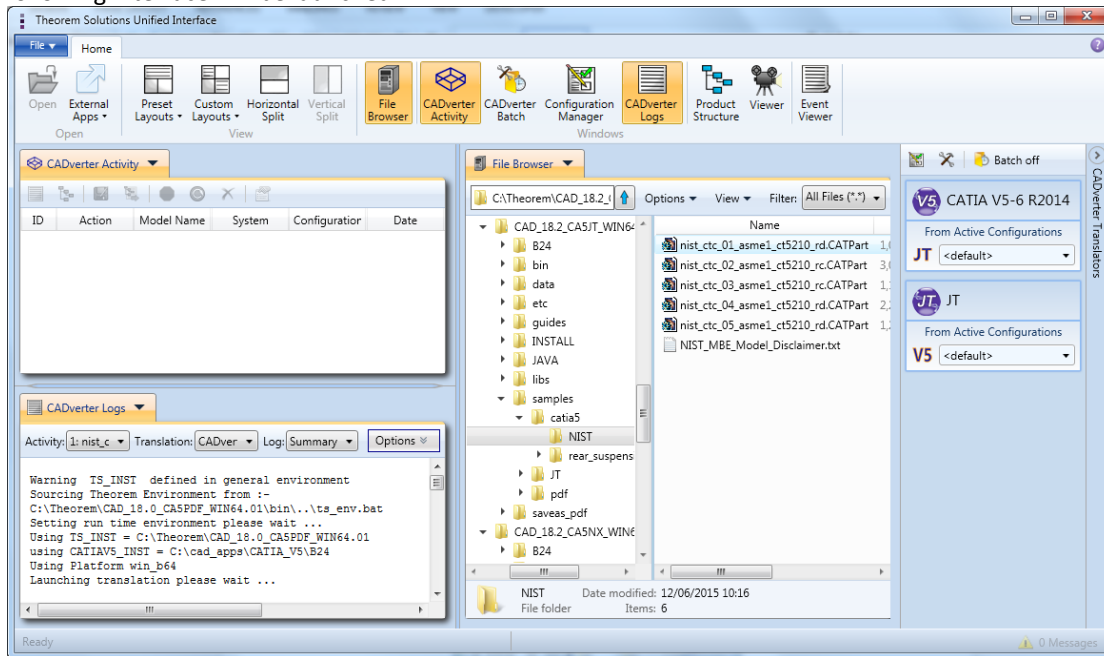 Theorem Solutions Unified Interface
File
Home
Open
External Apps
Preset Layouts
Custom Layouts
Horizontal Split
Vertical Split
File Browser
CADverter Activity
CADverter Batch
Configuration Manager
CADverter Logs
Product Structure
Viewer
Event Viewer
Open
View
Windows
CADverter Activity
ID Action Model Name System Configuration Date
CADverter Logs
Activity: 1: nist_c Translation: CADver Log: Summary Options
Warning TS_INST defined in general environment
Sourcing Theorem Environment from :-
C:\Theorem\CAD_18.0_CA5PDF_WIN64.01\bin\..\ts_env.bat
Setting run time environment please wait ...
Using TS_INST = C:\Theorem\CAD_18.0_CA5PDF_WIN64.01
using CATIAV5_INST = C:\cad_apps\CATIA_V5\B24
Using Platform win_b64
Launching translation please wait ...
File Browser
C:\Theorem\CAD_18.2_( Options View Filter: All Files (*.*)
CAD_18.2_CA5JT_WIN64
B24
bin
data
etc
guides
INSTALL
JAVA
libs
samples
catia5
NIST
rear_suspens
JT
pdf
saveas_pdf
CAD_18.2_CA5NX_WIN6
B24
Name
nist_ctc_01_asme1_ct5210_rd.CATPart
nist_ctc_02_asme1_ct5210_rc.CATPart
nist_ctc_03_asme1_ct5210_rc.CATPart
nist_ctc_04_asme1_ct5210_rd.CATPart
nist_ctc_05_asme1_ct5210_rd.CATPart
NIST_MBE_Model_Disclaimer.txt
NIST Date modified: 12/06/2015 10:16
File folder Items: 6
Batch off
V5 CATIA V5-6 R2014
From Active Configurations
JT <default>
JT JT
From Active Configurations
V5 <default>
CADverter Translators
Ready
0 Messages